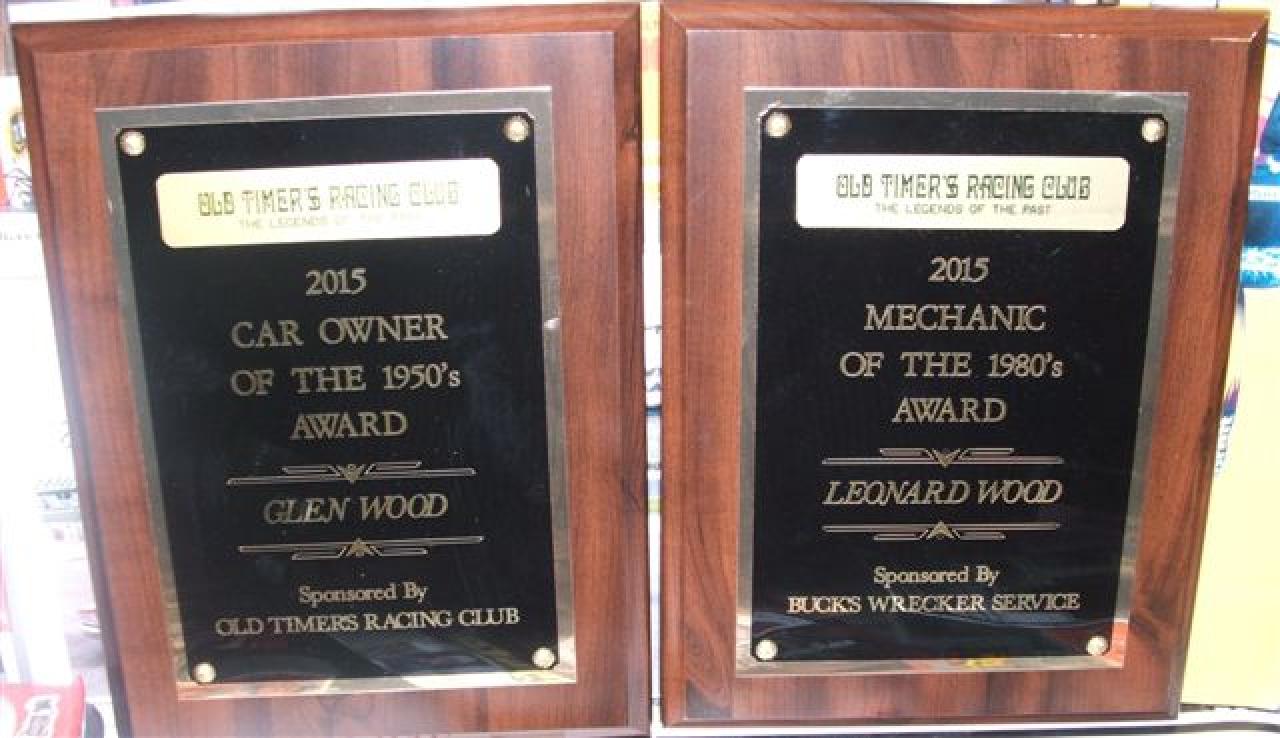 OLD TIMER'S RACING CLUB
THE LEGENDS OF THE PAST
2015
CAR OWNER
OF THE 1950's
AWARD
GLEN WOOD
Sponsored By
OLD TIMER'S RACING CLUB
OLD TIMER'S RACING CLUB
THE LEGENDS OF THE PAST
2015
MECHANIC
OF THE 1980's
AWARD
LEONARD WOOD
Sponsored By
BUCK'S WRECKER SERVICE